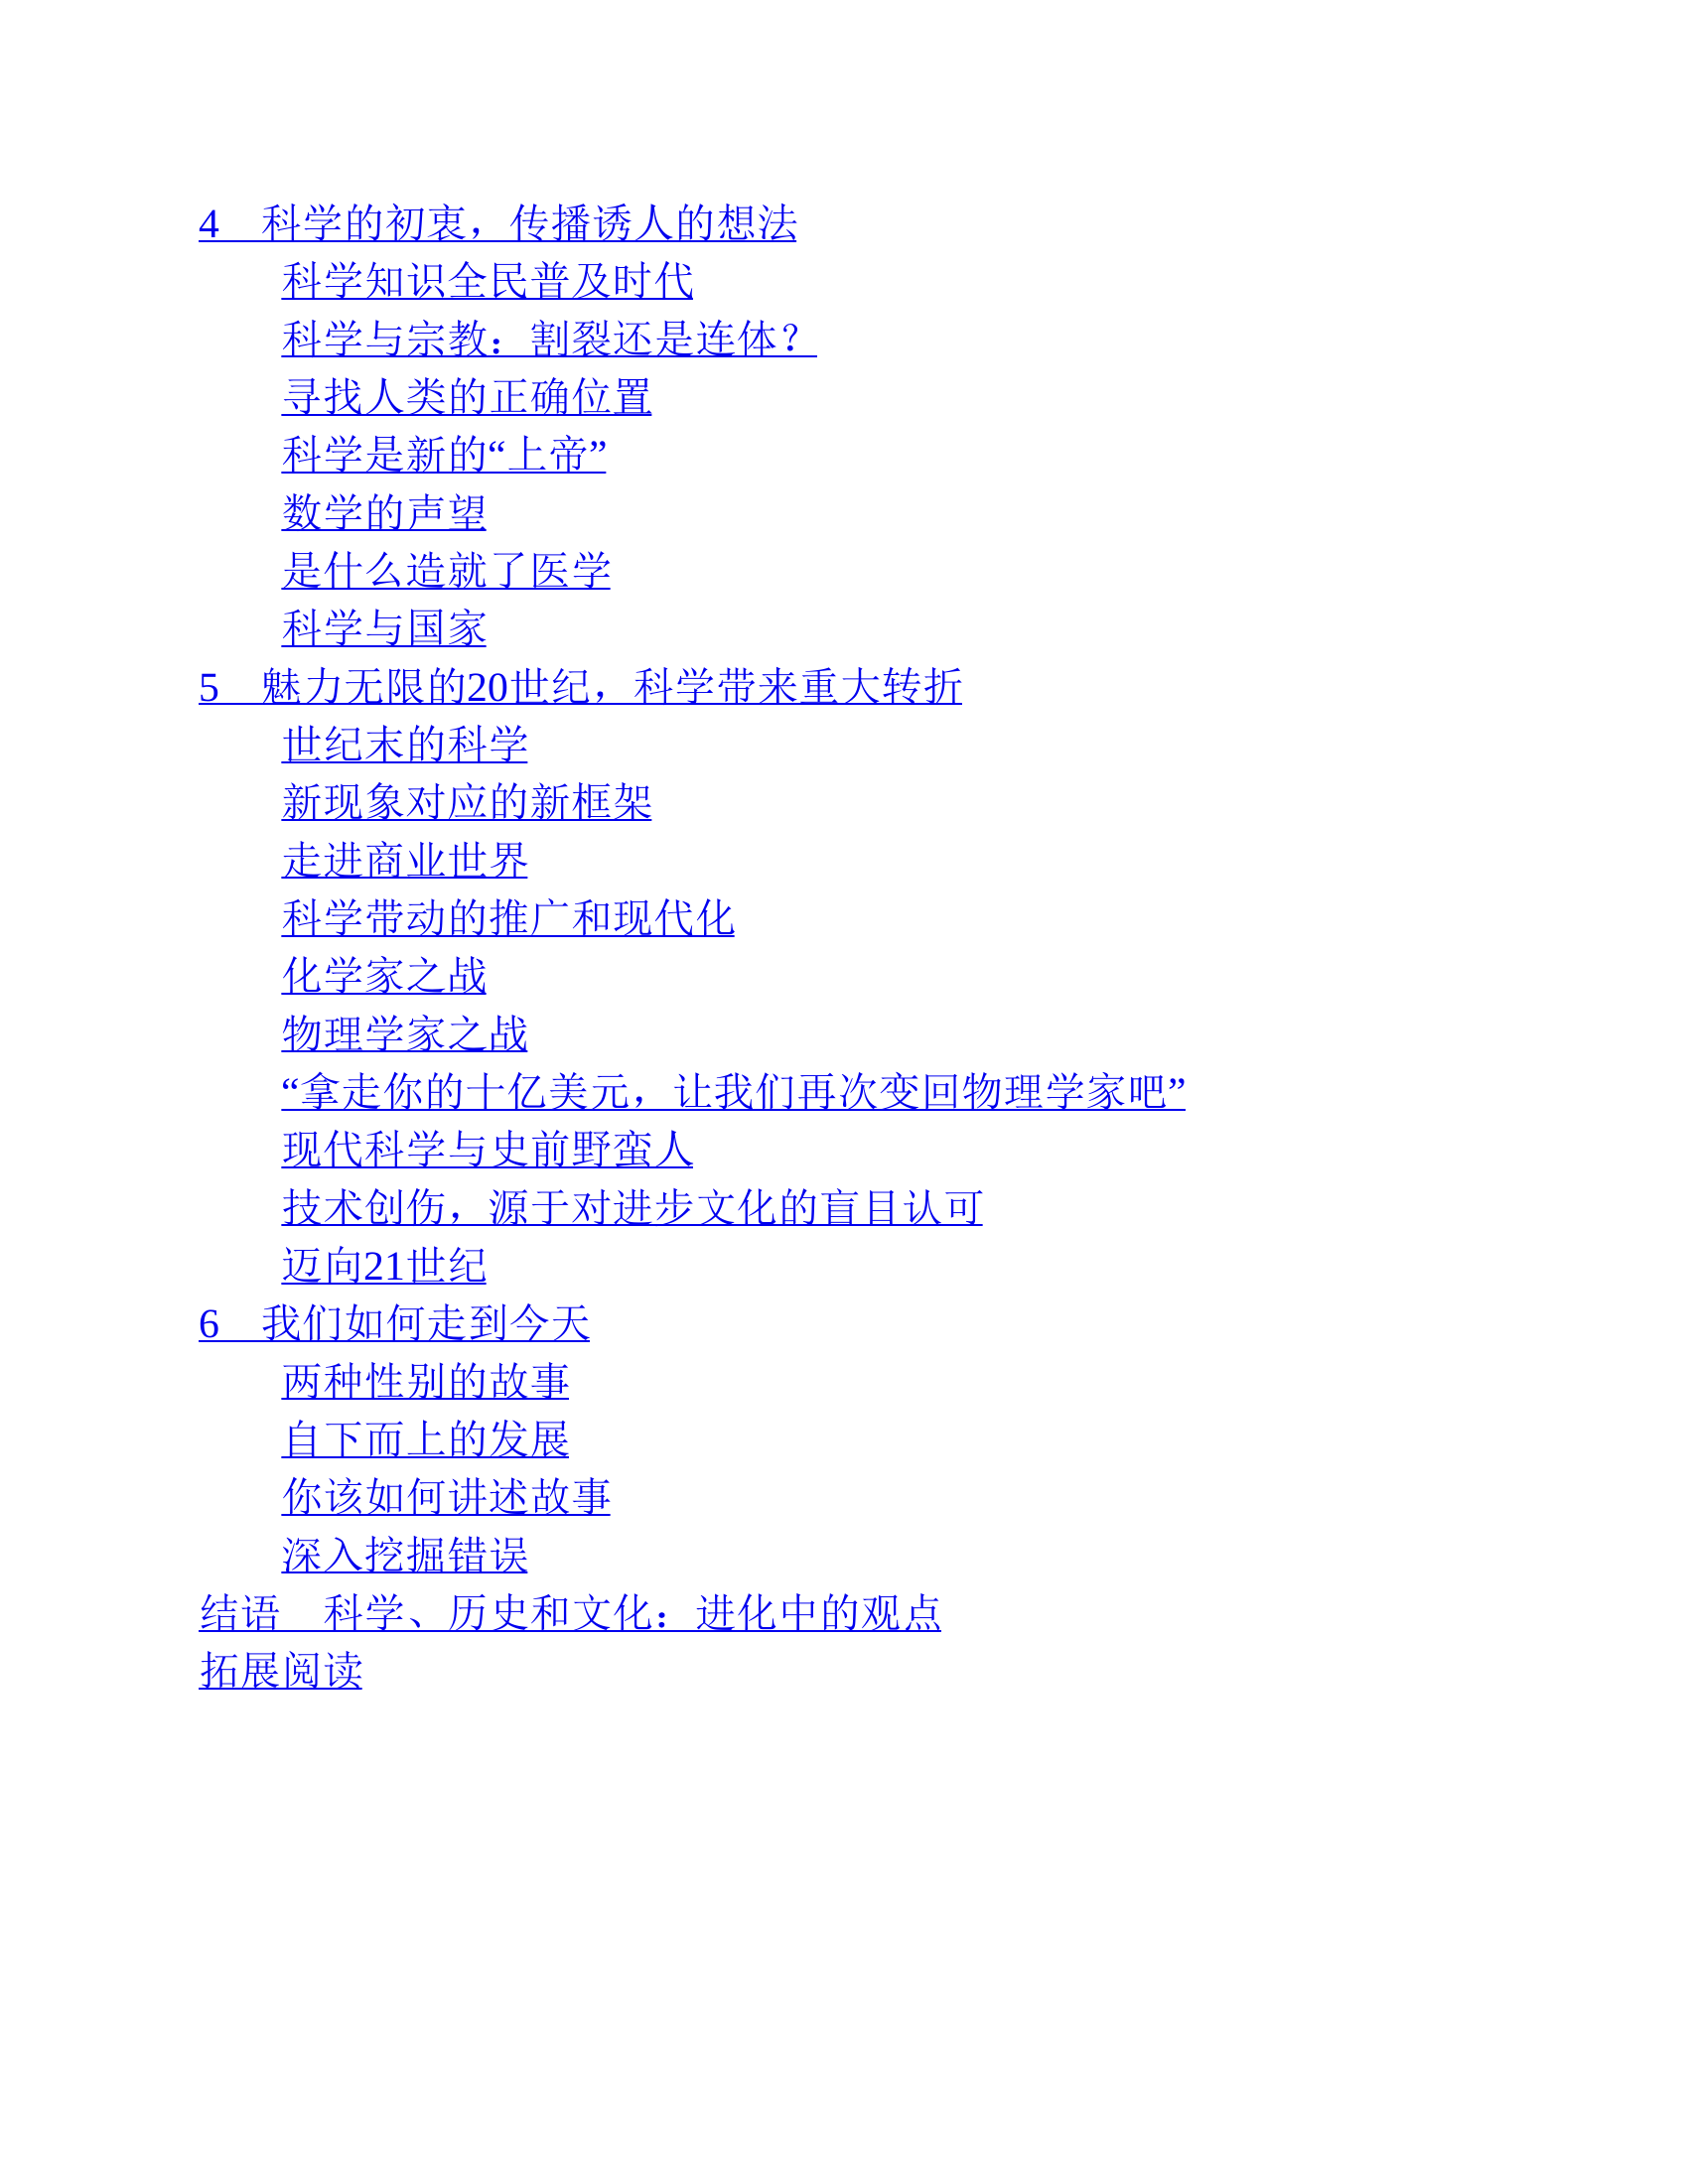 4　科学的初衷，传播诱人的想法
科学知识全民普及时代
科学与宗教：割裂还是连体？
寻找人类的正确位置
科学是新的“上帝”
数学的声望
是什么造就了医学
科学与国家
5　魅力无限的20世纪，科学带来重大转折
世纪末的科学
新现象对应的新框架
走进商业世界
科学带动的推广和现代化
化学家之战
物理学家之战
“拿走你的十亿美元，让我们再次变回物理学家吧”
现代科学与史前野蛮人
技术创伤，源于对进步文化的盲目认可
迈向21世纪
6　我们如何走到今天
两种性别的故事
自下而上的发展
你该如何讲述故事
深入挖掘错误
结语　科学、历史和文化：进化中的观点
拓展阅读